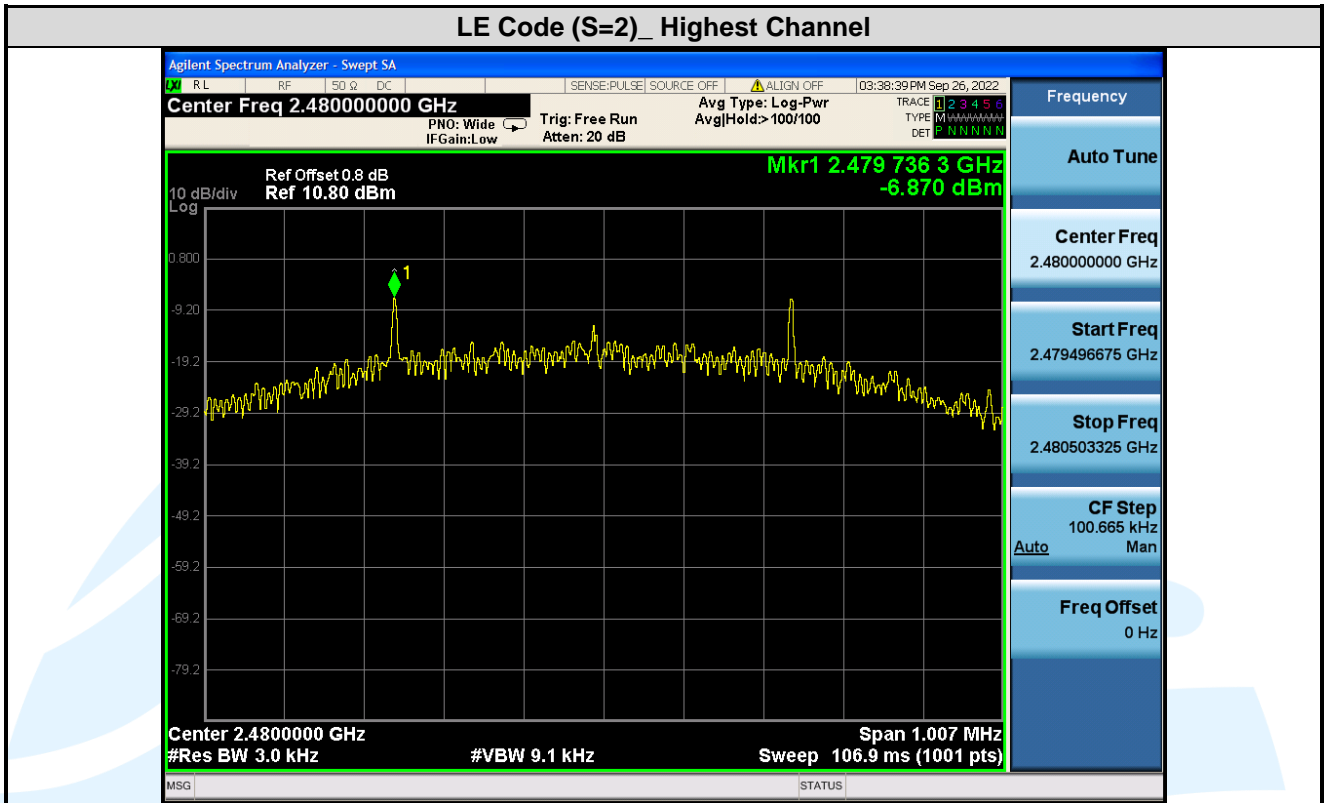 LE Code (S=2)_ Highest Channel
Agilent Spectrum Analyzer - Swept SA
LXI RL RF 50 Ω DC SENSE:PULSE SOURCE OFF ALIGN OFF 03:38:39 PM Sep 26, 2022
Center Freq 2.480000000 GHz Avg Type: Log-Pwr TRACE 1 2 3 4 5 6
PNO: Wide Trig: Free Run Avg|Hold:>100/100 TYPE M
IFGain:Low Atten: 20 dB DET P N N N N N
Mkr1 2.479 736 3 GHz
-6.870 dBm
Ref Offset 0.8 dB
10 dB/div Ref 10.80 dBm
Log
1
0.800
-9.20
-19.2
-29.2
-39.2
-49.2
-59.2
-69.2
-79.2
Center 2.4800000 GHz Span 1.007 MHz
#Res BW 3.0 kHz #VBW 9.1 kHz Sweep 106.9 ms (1001 pts)
MSG STATUS
Frequency
Auto Tune
Center Freq
2.480000000 GHz
Start Freq
2.479496675 GHz
Stop Freq
2.480503325 GHz
CF Step
100.665 kHz
Auto Man
Freq Offset
0 Hz